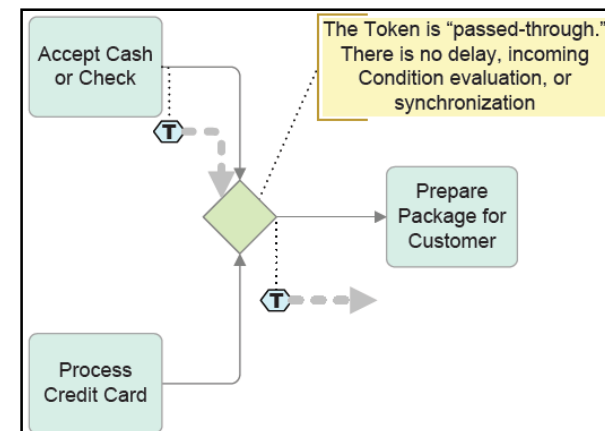 Accept Cash
or Check
The Token is “passed-through.”
There is no delay, incoming
Condition evaluation, or
synchronization
T
Prepare
Package for
Customer
T
Process
Credit Card